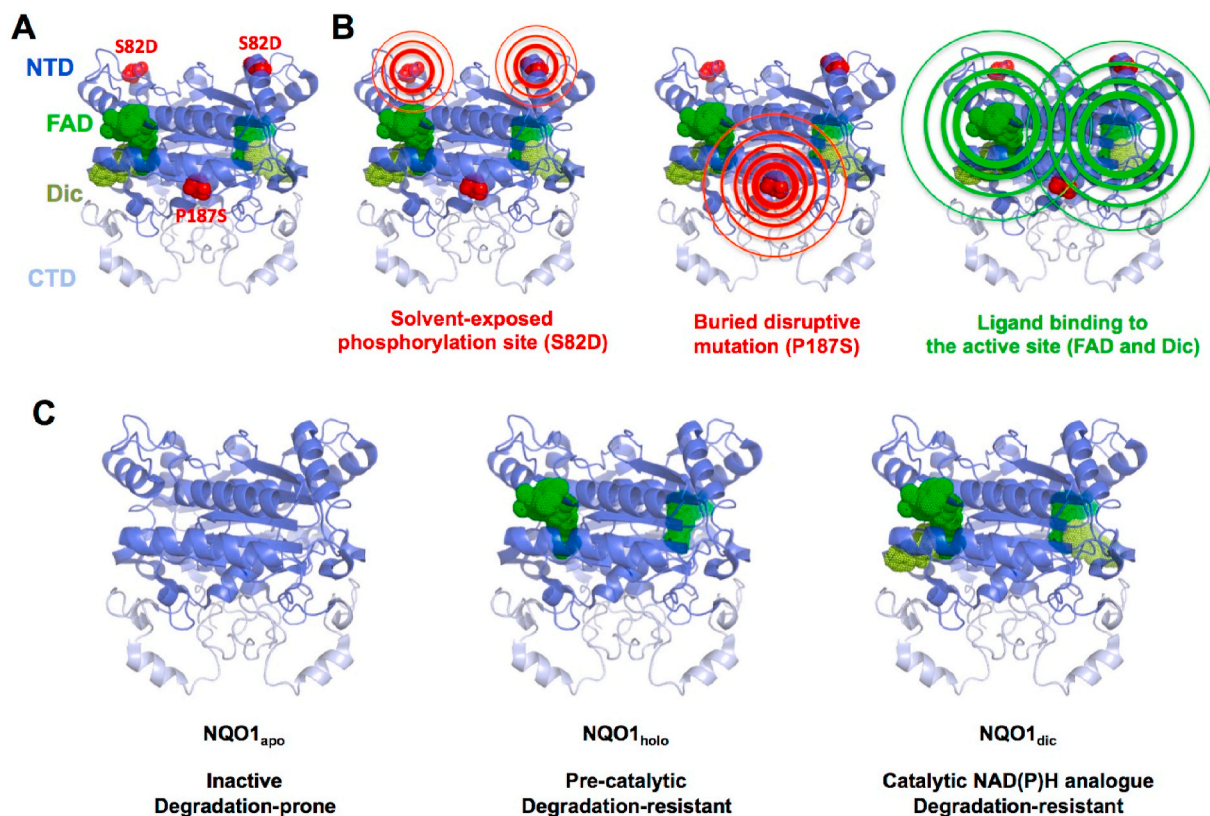 A
S82D
S82D
NTD
FAD
Dic
P187S
CTD
B
Solvent-exposed
phosphorylation site (S82D)
Buried disruptive
mutation (P187S)
Ligand binding to
the active site (FAD and Dic)
C
NQO1apo
Inactive
Degradation-prone
NQO1holo
Pre-catalytic
Degradation-resistant
NQO1dic
Catalytic NAD(P)H analogue
Degradation-resistant